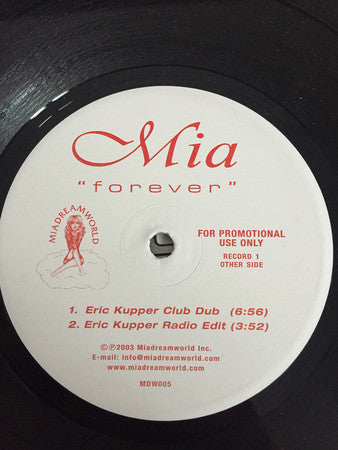 Mia
"forever"
MIADREAMWORLD
FOR PROMOTIONAL
USE ONLY
RECORD 1
OTHER SIDE
1. Eric Kupper Club Dub (6:56)
2. Eric Kupper Radio Edit (3:52)
©℗2003 Miadreamworld Inc.
E-mail: info@miadreamworld.com
www.miadreamworld.com
MDW005